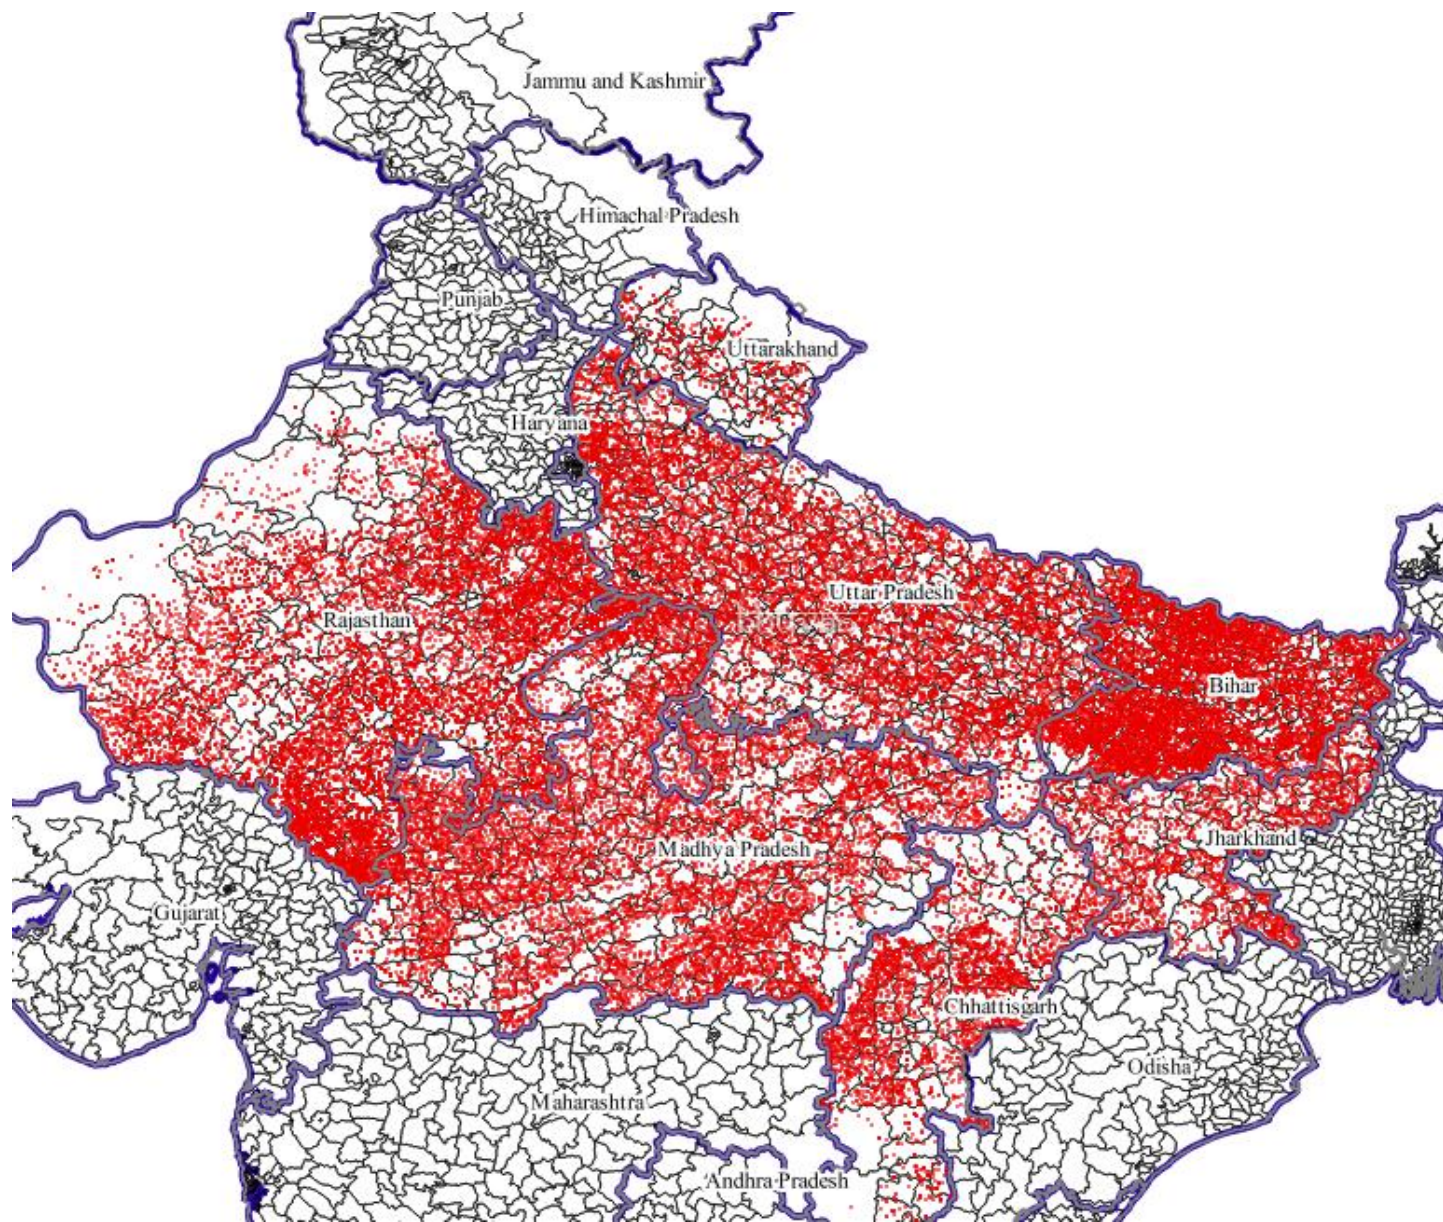 Jammu and Kashmir
Himachal Pradesh
Punjab
Uttarakhand
Haryana
Uttar Pradesh
Rajasthan
Bihar
Jharkhand
Madhya Pradesh
Gujarat
Chhattisgarh
Odisha
Maharashtra
Andhra Pradesh